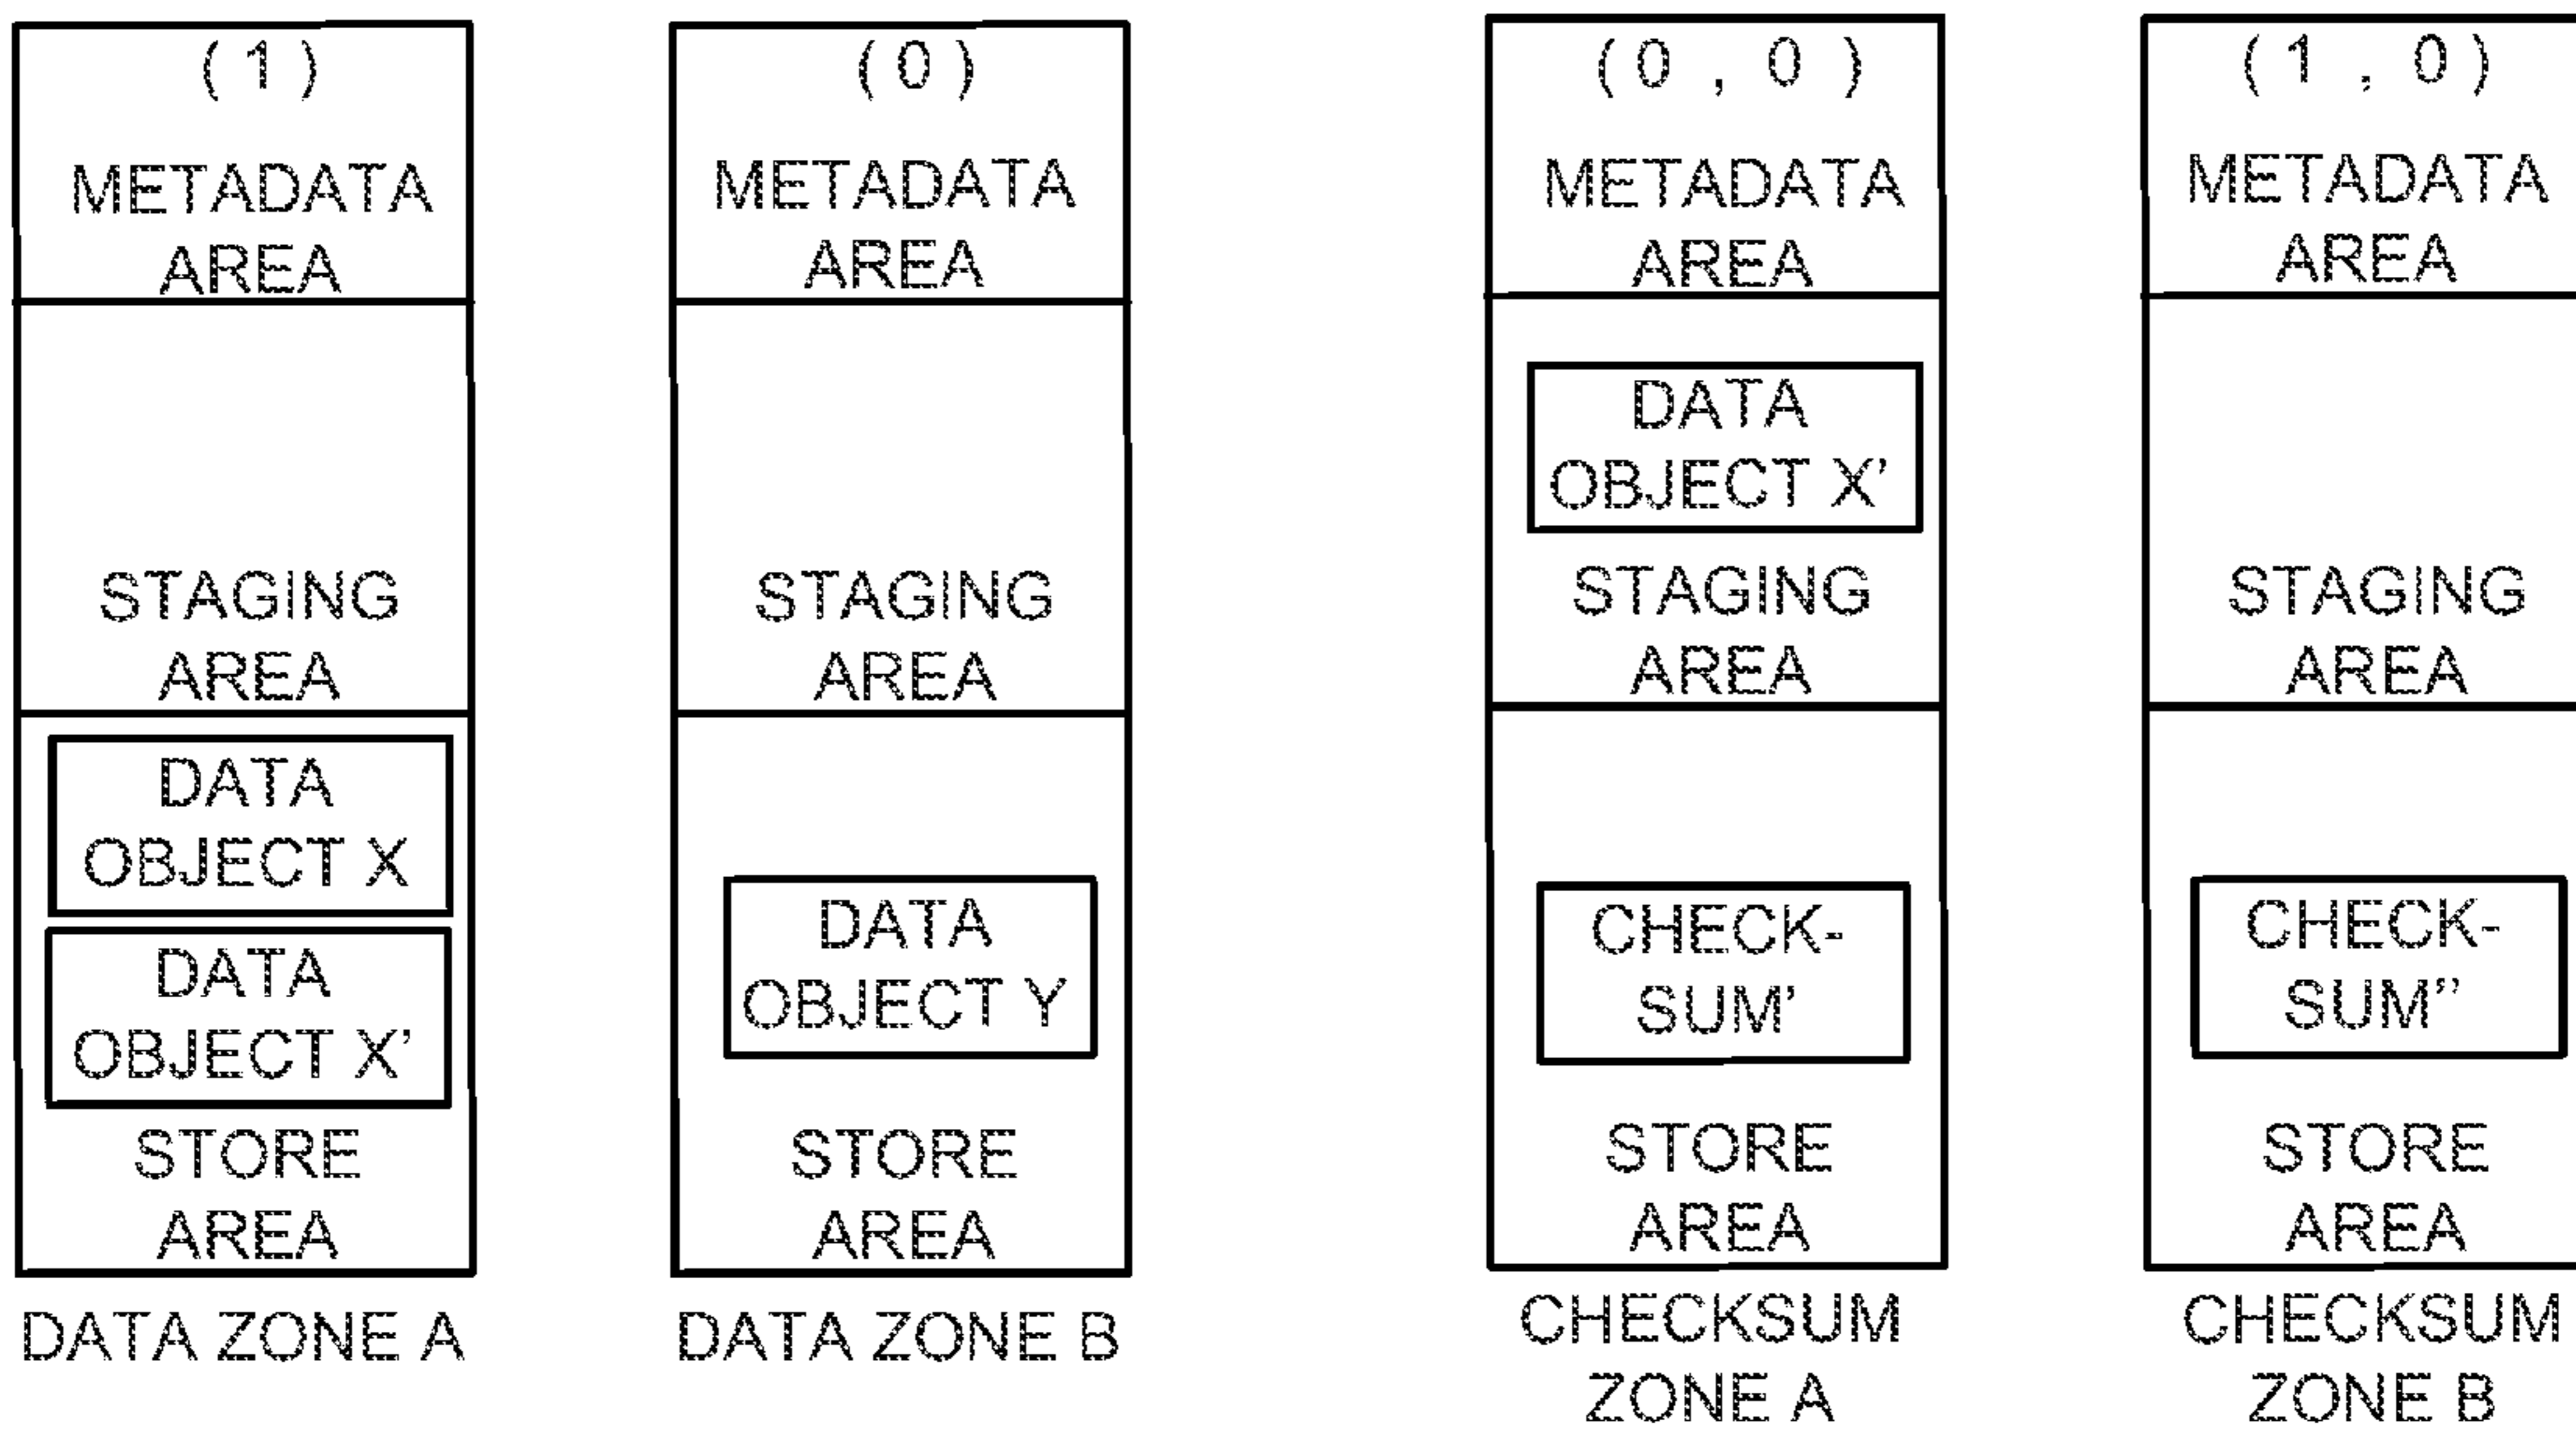 ( 1 )
METADATA
AREA
STAGING
AREA
DATA
OBJECT X
DATA
OBJECT X'
STORE
AREA
DATA ZONE A
( 0 )
METADATA
AREA
STAGING
AREA
DATA
OBJECT Y
STORE
AREA
DATA ZONE B
( 0 , 0 )
METADATA
AREA
DATA
OBJECT X'
STAGING
AREA
CHECK-
SUM'
STORE
AREA
CHECKSUM
ZONE A
( 1 , 0 )
METADATA
AREA
STAGING
AREA
CHECK-
SUM''
STORE
AREA
CHECKSUM
ZONE B